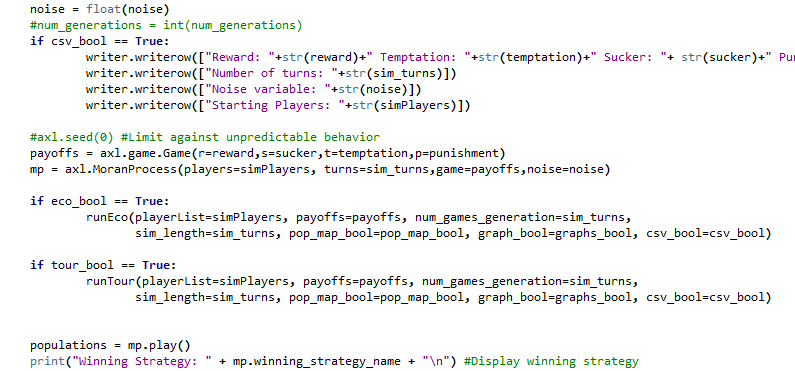 noise = float(noise)
#num_generations = int(num_generations)
if csv_bool == True:
writer.writerow(["Reward: "+str(reward)+" Temptation: "+str(temptation)+" Sucker: "+ str(sucker)+" Pu
writer.writerow(["Number of turns: "+str(sim_turns)])
writer.writerow(["Noise variable: "+str(noise)])
writer.writerow(["Starting Players: "+str(simPlayers)])
#axl.seed(0) #Limit against unpredictable behavior
payoffs = axl.game.Game(r=reward,s=sucker,t=temptation,p=punishment)
mp = axl.MoranProcess(players=simPlayers, turns=sim_turns,game=payoffs,noise=noise)
if eco_bool == True:
runEco(playerList=simPlayers, payoffs=payoffs, num_games_generation=sim_turns,
sim_length=sim_turns, pop_map_bool=pop_map_bool, graph_bool=graphs_bool, csv_bool=csv_bool)
if tour_bool == True:
runTour(playerList=simPlayers, payoffs=payoffs, num_games_generation=sim_turns,
sim_length=sim_turns, pop_map_bool=pop_map_bool, graph_bool=graphs_bool, csv_bool=csv_bool)
populations = mp.play()
print("Winning Strategy: " + mp.winning_strategy_name + "\n") #Display winning strategy